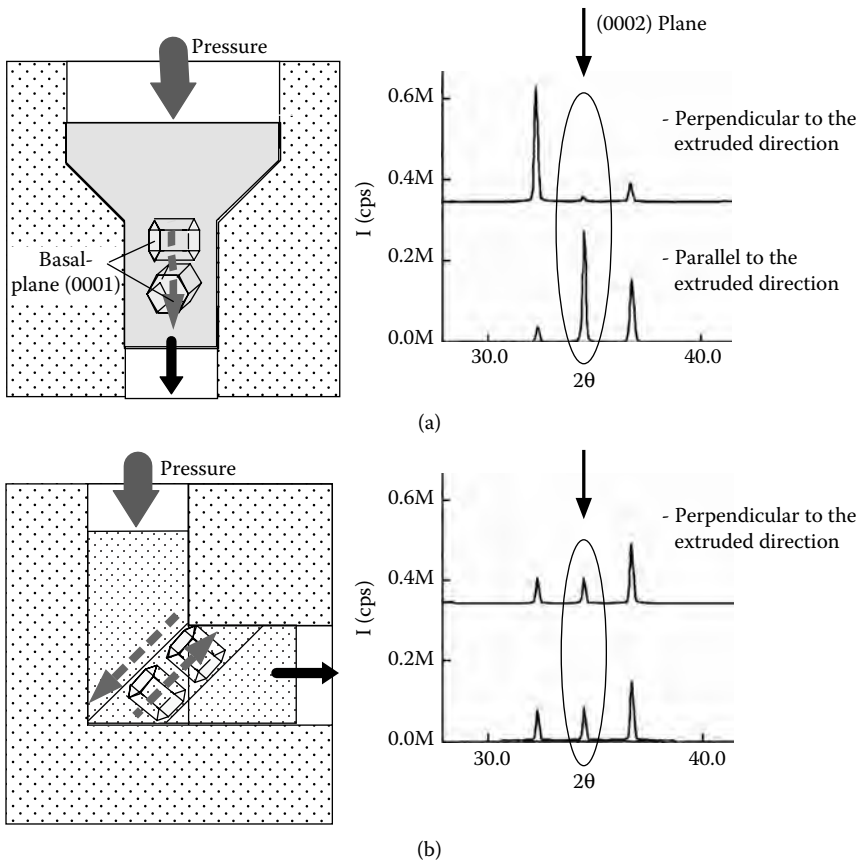 Pressure
Basal-
plane (0001)
(0002) Plane
I (cps)
0.6M
0.4M
0.2M
0.0M
30.0
40.0
2θ
- Perpendicular to the
extruded direction
- Parallel to the
extruded direction
(a)
Pressure
I (cps)
0.6M
0.4M
0.2M
0.0M
30.0
40.0
2θ
- Perpendicular to the
extruded direction
(b)